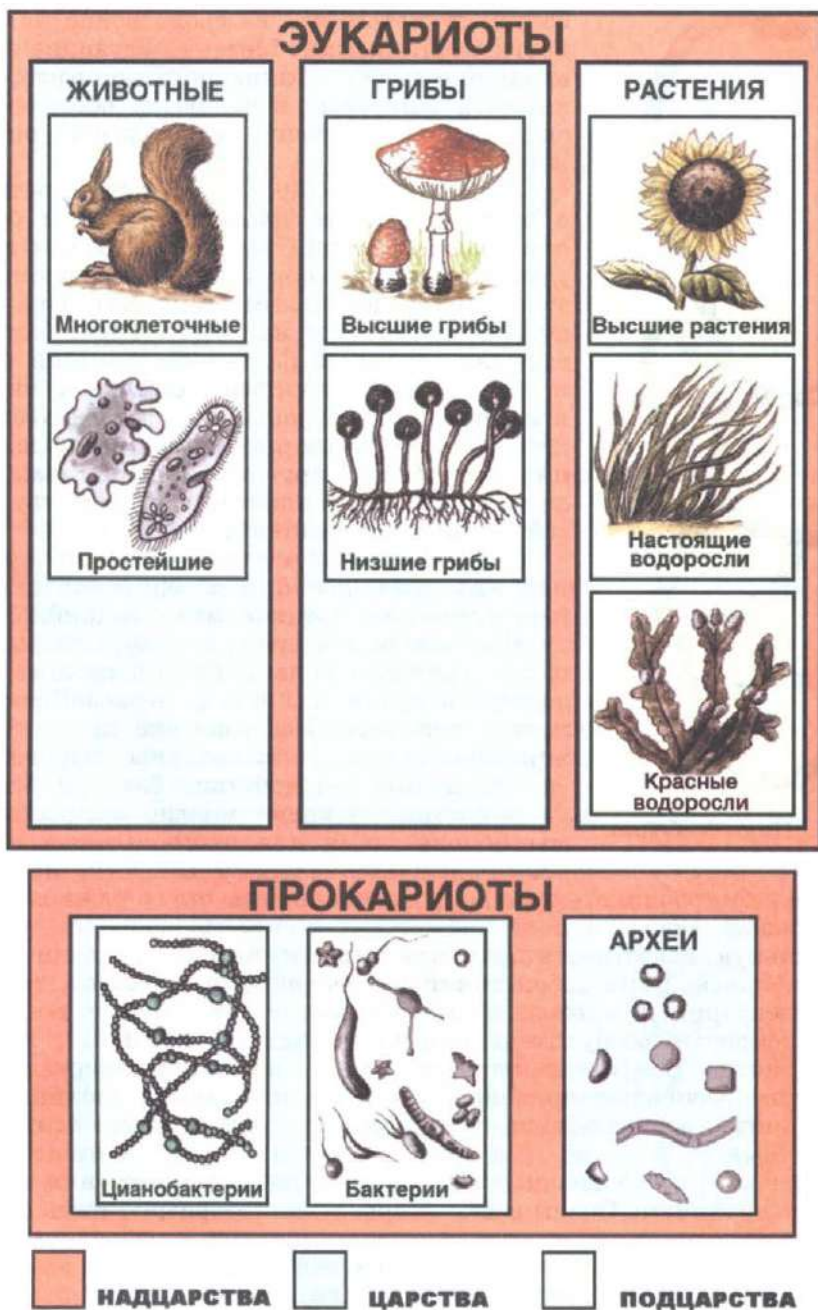 ЭУКАРИОТЫ
ЖИВОТНЫЕ
ГРИБЫ
РАСТЕНИЯ
Многоклеточные
Высшие грибы
Высшие растения
Простейшие
Низшие грибы
Настоящие
водоросли
Красные
водоросли
ПРОКАРИОТЫ
АРХЕИ
Цианобактерии
Бактерии
НАДЦАРСТВА
ЦАРСТВА
ПОДЦАРСТВА